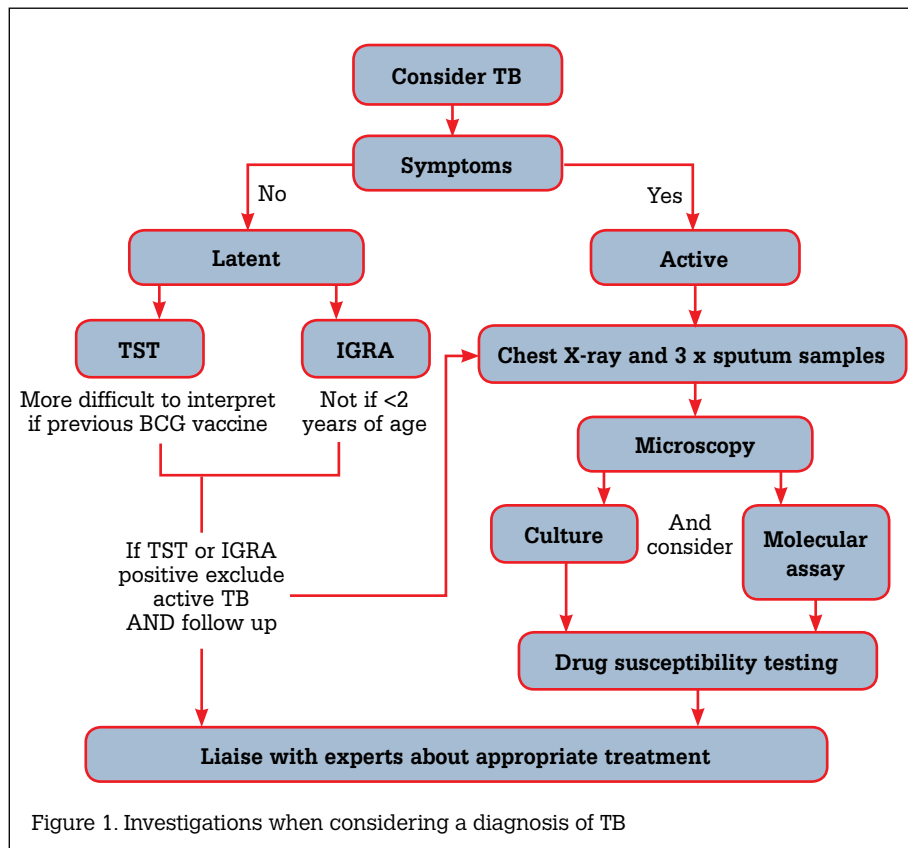 Consider TB
Symptoms
No
Yes
Latent
Active
TST
IGRA
Chest X-ray and 3 x sputum samples
More difficult to interpret
if previous BCG vaccine
Not if <2
years of age
Microscopy
Culture
And
consider
Molecular
assay
If TST or IGRA
positive exclude
active TB
AND follow up
Drug susceptibility testing
Liaise with experts about appropriate treatment
Figure 1. Investigations when considering a diagnosis of TB